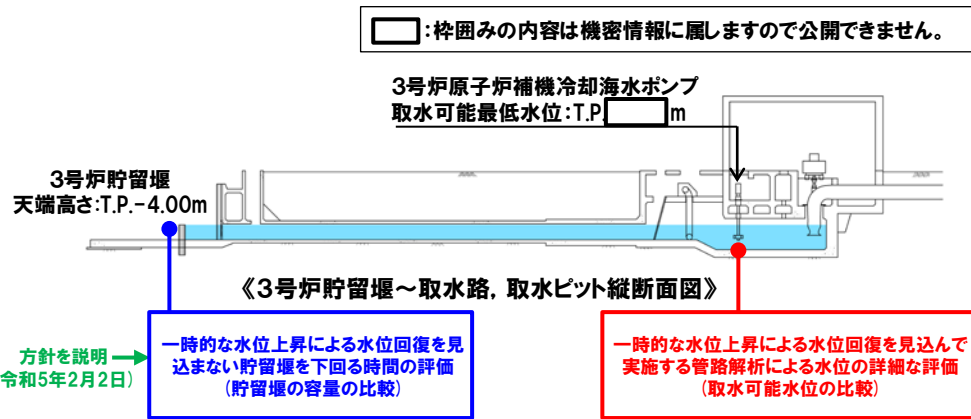 ：枠囲みの内容は機密情報に属しますので公開できません。
3号炉原子炉補機冷却海水ポンプ
取水可能最低水位：T.P. m
3号炉貯留堰
天端高さ：T.P.-4.00m
《3号炉貯留堰～取水路，取水ピット縦断面図》
方針を説明
令和5年2月2日）
一時的な水位上昇による水位回復を見
込まない貯留堰を下回る時間の評価
（貯留堰の容量の比較）
一時的な水位上昇による水位回復を見込んで
実施する管路解析による水位の詳細な評価
（取水可能水位の比較）